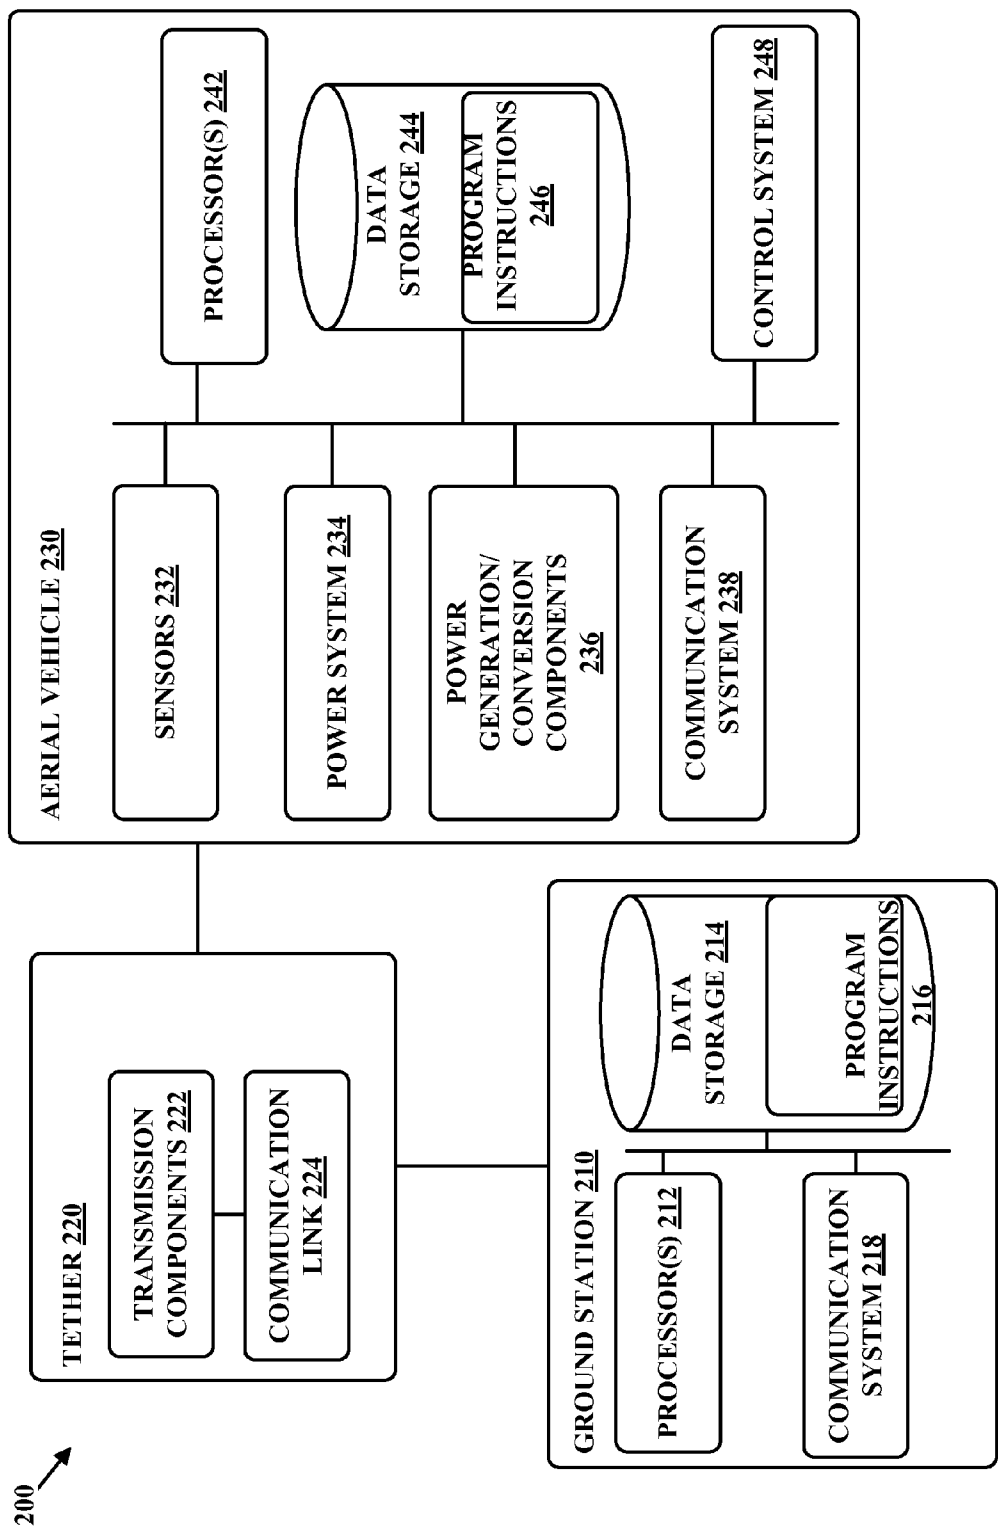 200
TETHER 220
TRANSMISSION
COMPONENTS 222
COMMUNICATION
LINK 224
AERIAL VEHICLE 230
SENSORS 232
POWER SYSTEM 234
POWER
GENERATION/
CONVERSION
COMPONENTS
236
COMMUNICATION
SYSTEM 238
PROCESSOR(S) 242
DATA
STORAGE 244
PROGRAM
INSTRUCTIONS
246
CONTROL SYSTEM 248
GROUND STATION 210
PROCESSOR(S) 212
COMMUNICATION
SYSTEM 218
DATA
STORAGE 214
PROGRAM
INSTRUCTIONS
216